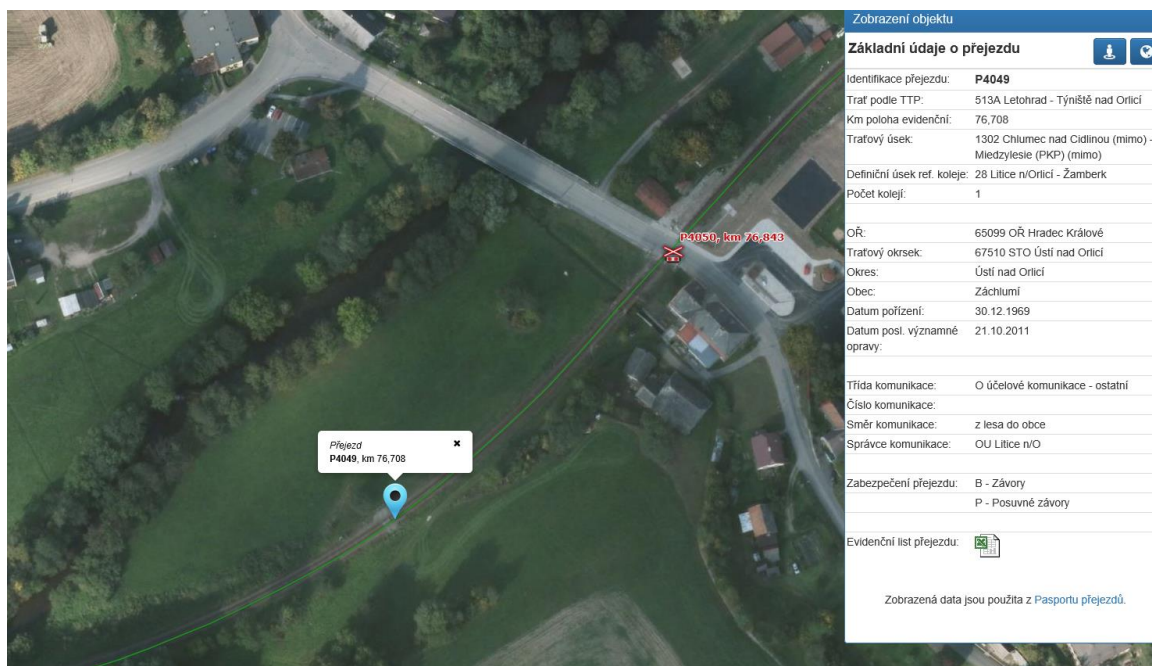 Zobrazení objektu
Základní údaje o přejezdu
Identifikace přejezdu: P4049
Trať podle TTP: 513A Letohrad - Týniště nad Orlicí
Km poloha evidenční: 76,708
Traťový úsek: 1302 Chlumec nad Cidlinou (mimo) -
Miedzylesie (PKP) (mimo)
Definiční úsek ref. koleje: 28 Litice n/Orlicí - Žamberk
Počet kolejí: 1
OŘ: 65099 OŘ Hradec Králové
Traťový okrsek: 67510 STO Ústí nad Orlicí
Okres: Ústí nad Orlicí
Obec: Záchlumí
Datum pořízení: 30.12.1969
Datum posl. významné 21.10.2011
opravy:
Třída komunikace: O účelové komunikace - ostatní
Číslo komunikace:
Směr komunikace: z lesa do obce
Správce komunikace: OU Litice n/O
Zabezpečení přejezdu: B - Závory
P - Posuvné závory
Evidenční list přejezdu:
Zobrazená data jsou použita z Pasportu přejezdů.
P4050, km 76,843
Přejezd
P4049, km 76,708